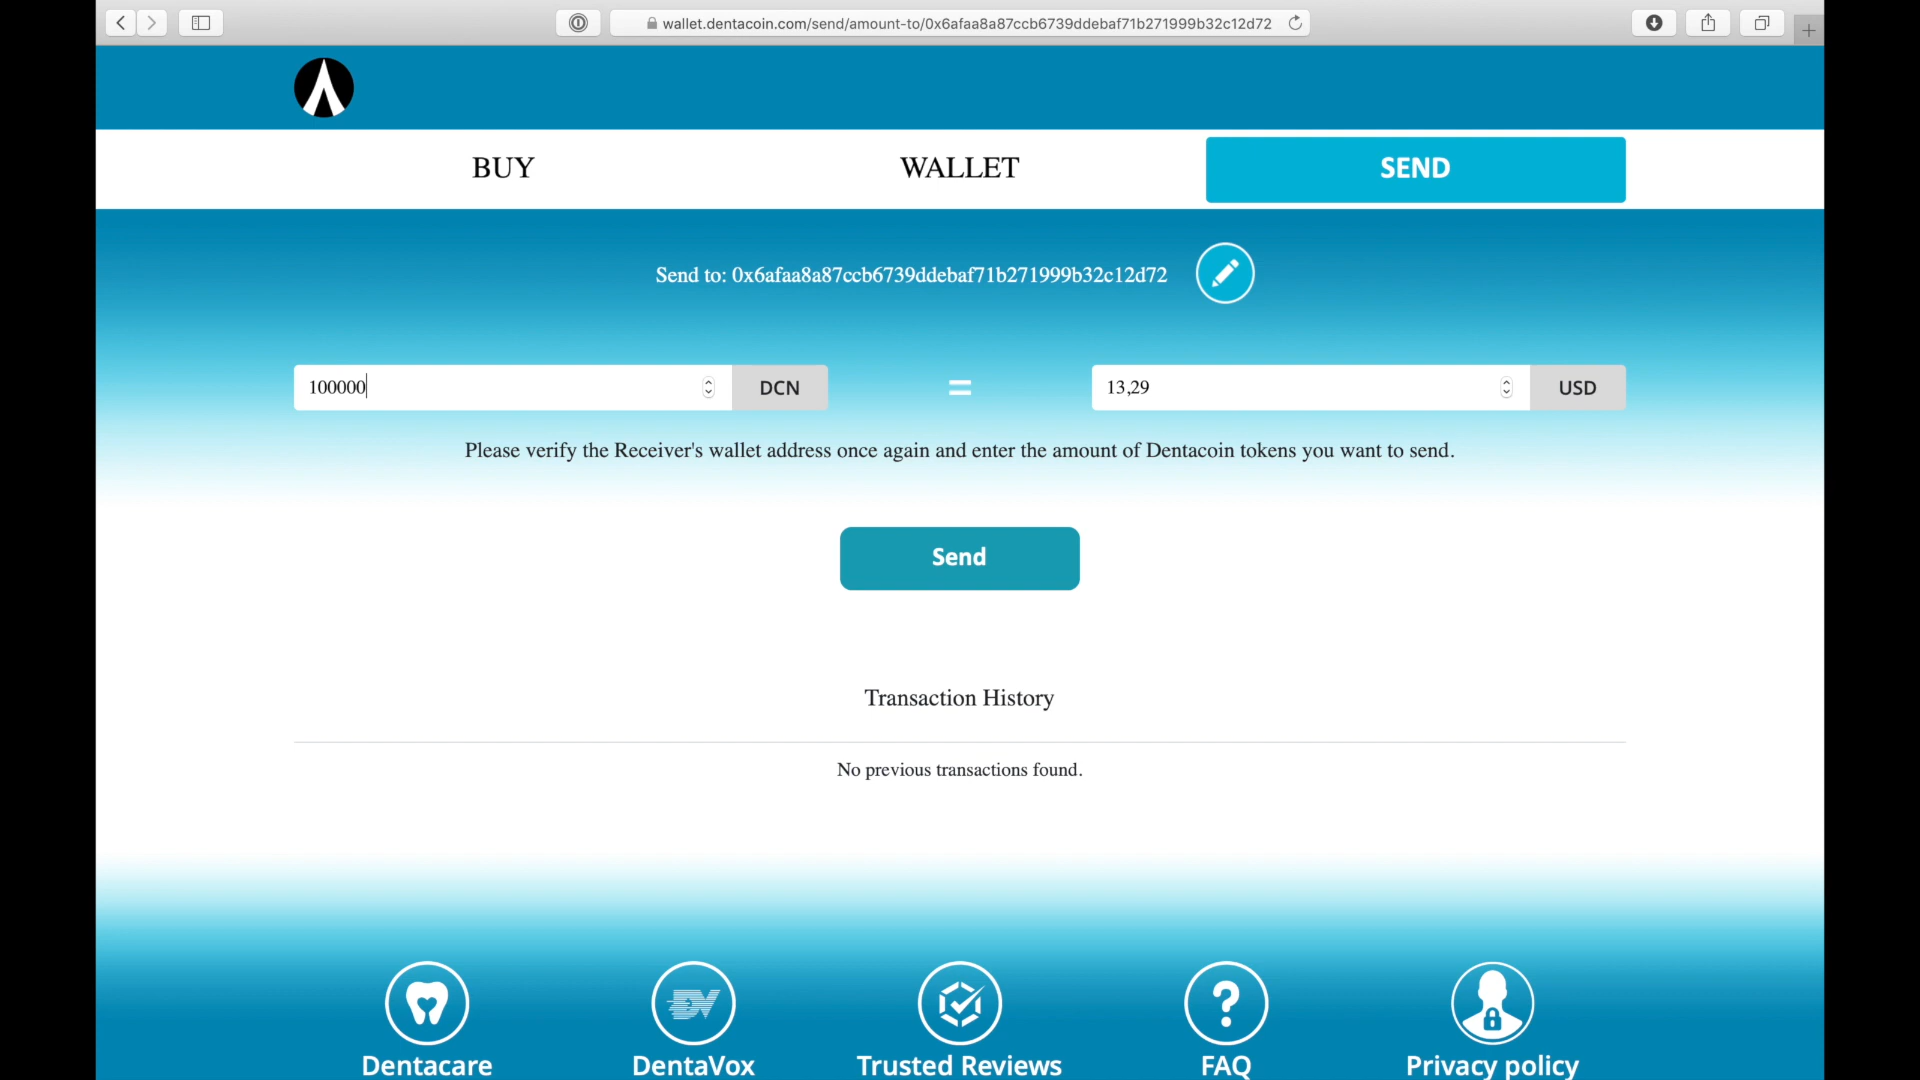 wallet.dentacoin.com/send/amount-to/0x6afaa8a87ccb6739ddebaf71b271999b32c12d72
BUY
WALLET
SEND
Send to: 0x6afaa8a87ccb6739ddebaf71b271999b32c12d72
100000
DCN
=
13,29
USD
Please verify the Receiver's wallet address once again and enter the amount of Dentacoin tokens you want to send.
Send
Transaction History
No previous transactions found.
DV
?
Dentacare
DentaVox
Trusted Reviews
FAQ
Privacy policy